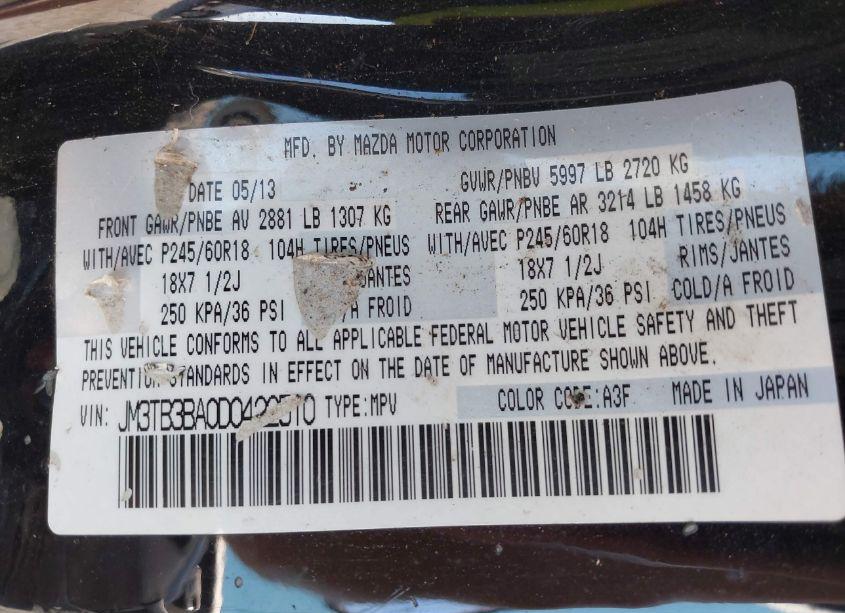 MFD. BY MAZDA MOTOR CORPORATION
DATE 05/13 GVWR/PNBV 5997 LB 2720 KG
FRONT GAWR/PNBE AV 2881 LB 1307 KG REAR GAWR/PNBE AR 3214 LB 1458 KG
WITH/AVEC P245/60R18 104H TIRES/PNEUS WITH/AVEC P245/60R18 104H TIRES/PNEUS
18X7 1/2J /JANTES 18X7 1/2J RIMS/JANTES
250 KPA/36 PSI /A FROID 250 KPA/36 PSI COLD/A FROID
THIS VEHICLE CONFORMS TO ALL APPLICABLE FEDERAL MOTOR VEHICLE SAFETY AND THEFT
PREVENTION STANDARDS IN EFFECT ON THE DATE OF MANUFACTURE SHOWN ABOVE.
VIN: JM3TB3BA0D0422510 TYPE:MPV COLOR CODE:A3F MADE IN JAPAN